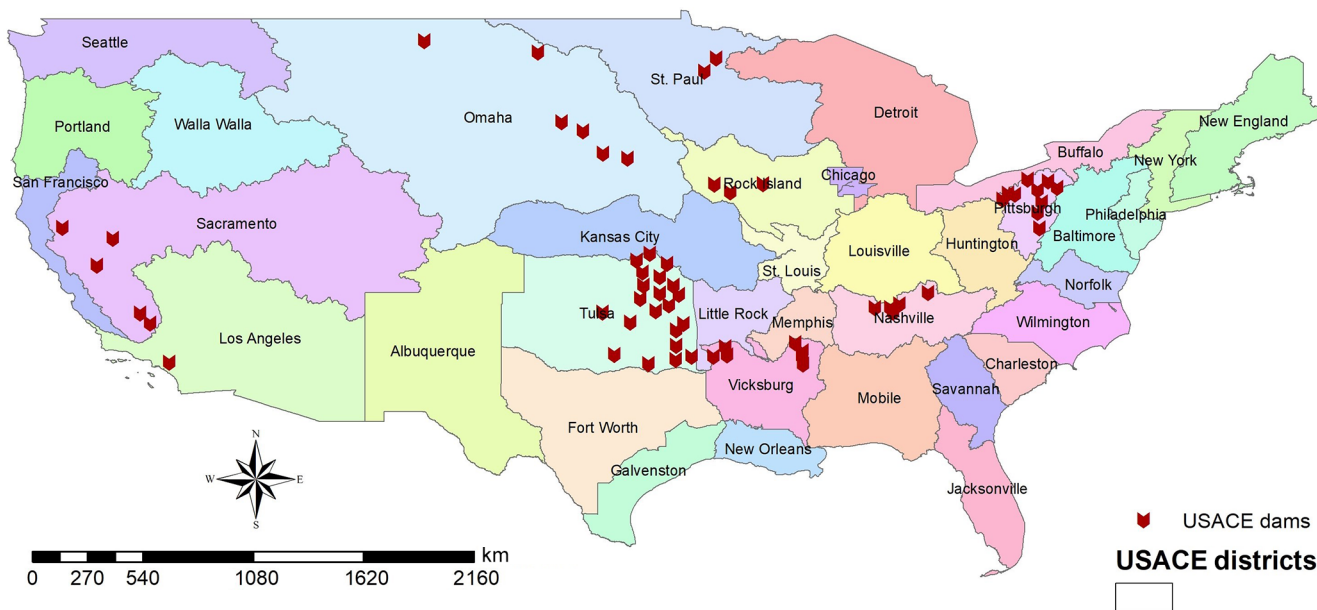 Seattle
St. Paul
Portland
Walla Walla
Omaha
Detroit
New England
Buffalo
New York
San Francisco
Rock Island
Chicago
Pittsburgh
Philadelphia
Sacramento
Kansas City
Huntington
Baltimore
Louisville
St. Louis
Norfolk
Tulsa
Little Rock
Memphis
Nashville
Wilmington
Los Angeles
Albuquerque
Charleston
Vicksburg
Savannah
Mobile
Fort Worth
New Orleans
Galvenston
Jacksonville
N
W E
S
USACE dams
USACE districts
km
0 270 540 1080 1620 2160